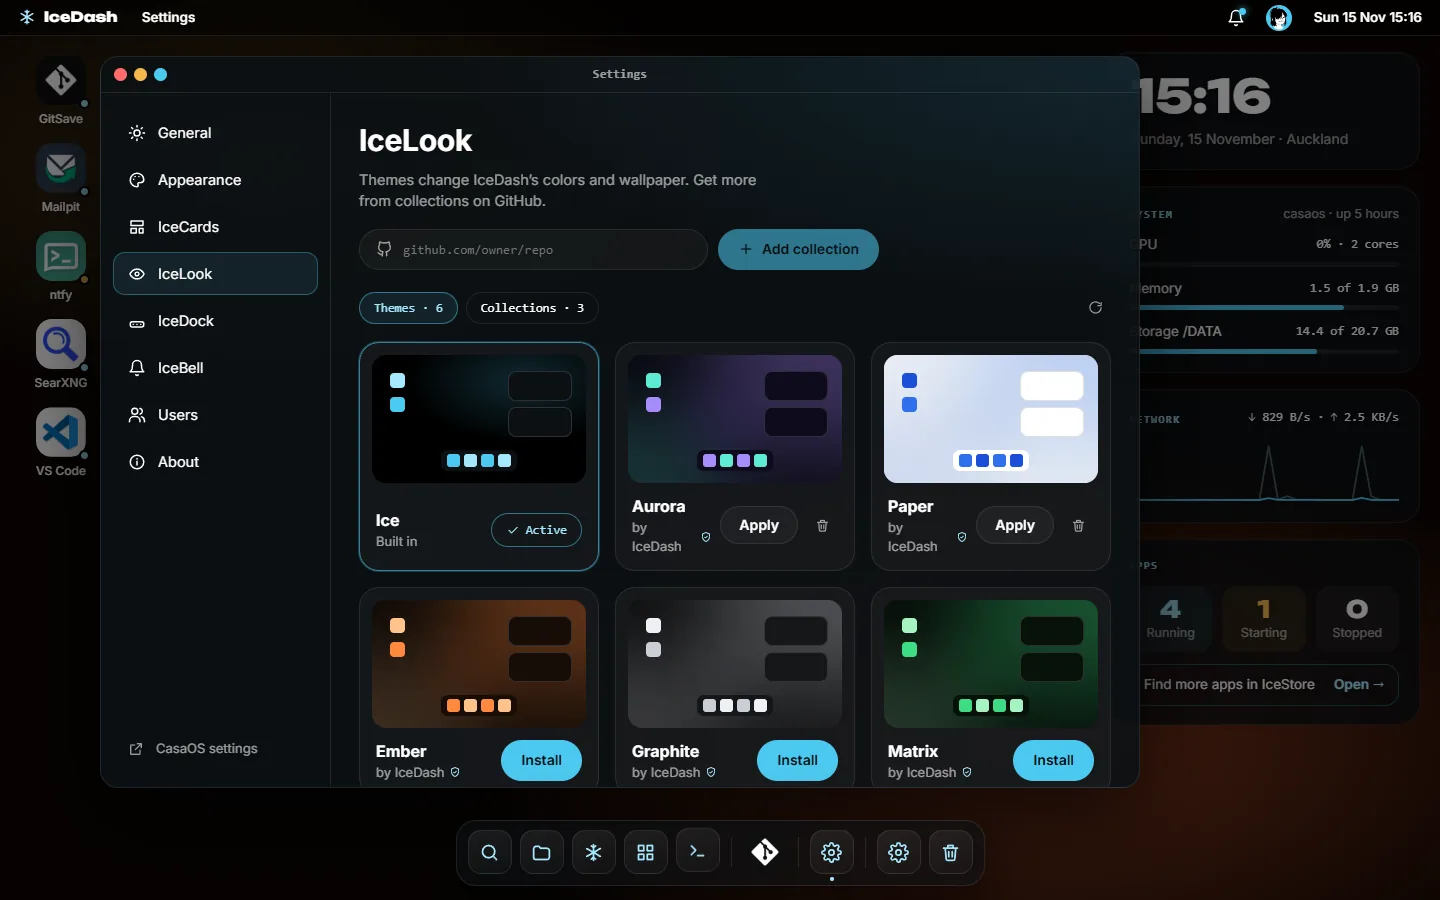 IceDash
Settings
Sun 15 Nov 15:16
GitSave
Mailpit
ntfy
SearXNG
VS Code
Settings
General
Appearance
IceCards
IceLook
IceDock
IceBell
Users
About
CasaOS settings
IceLook
Themes change IceDash's colors and wallpaper. Get more
from collections on GitHub.
github.com/owner/repo
+ Add collection
Themes · 6
Collections · 3
Ice
Built in
✓ Active
Aurora
by
IceDash
Apply
Paper
by
IceDash
Apply
Ember
by IceDash
Install
Graphite
by IceDash
Install
Matrix
by IceDash
Install
15:16
unday, 15 November · Auckland
YSTEM
casaos · up 5 hours
PU
0% · 2 cores
emory
1.5 of 1.9 GB
torage /DATA
14.4 of 20.7 GB
ETWORK
↓ 829 B/s · ↑ 2.5 KB/s
PPS
4
Running
1
Starting
0
Stopped
Find more apps in IceStore
Open →